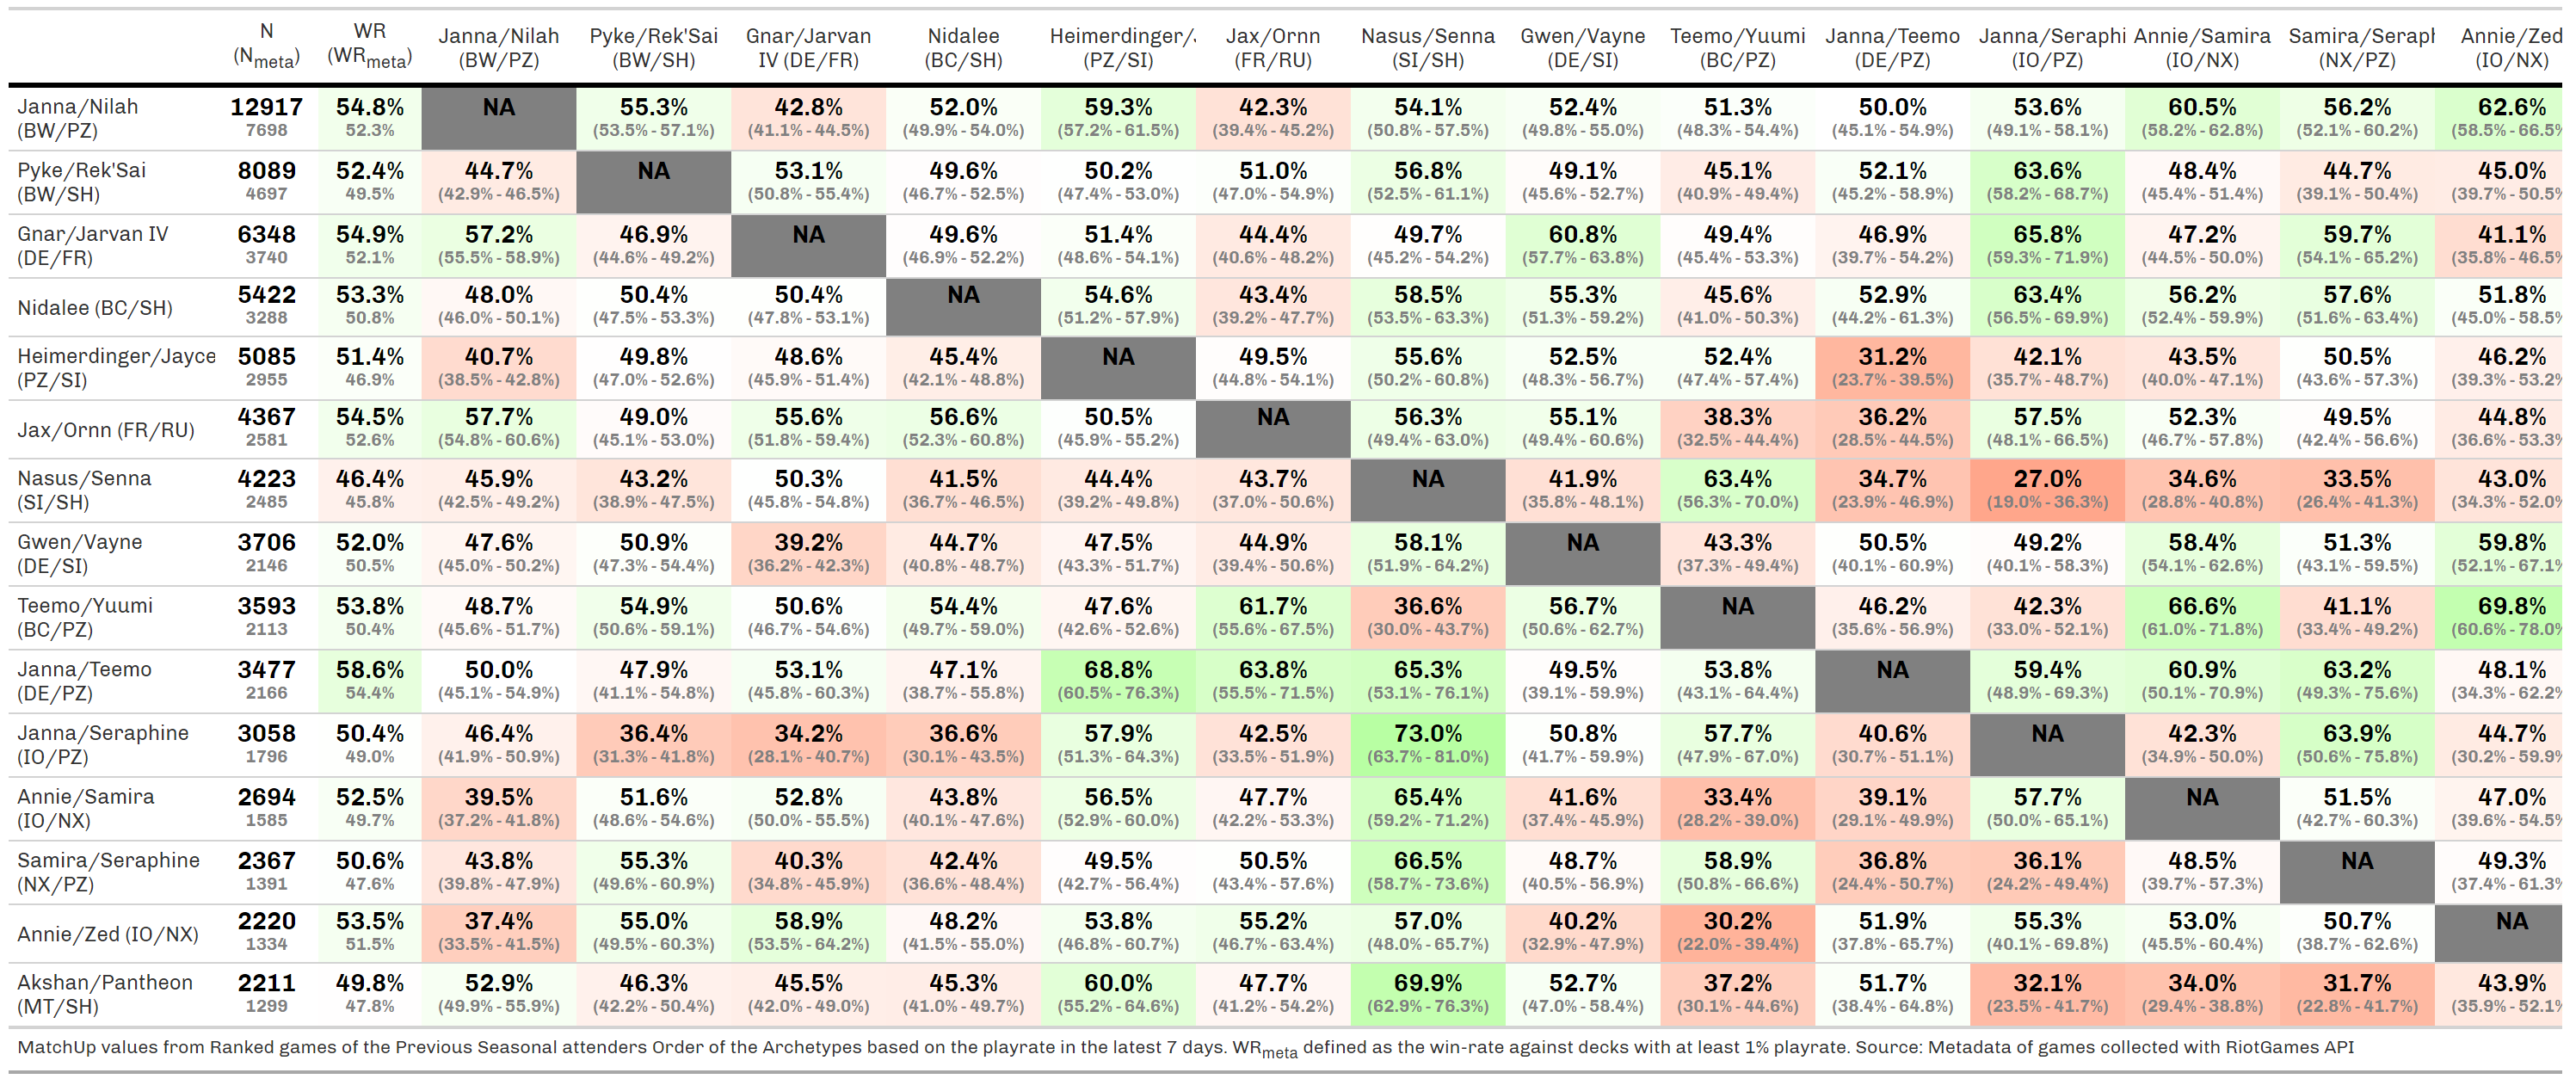 N WR Janna/Nilah Pyke/Rek'Sai Gnar/Jarvan Nidalee Heimerdinger/J Jax/Ornn Nasus/Senna Gwen/Vayne Teemo/Yuumi Janna/Teemo Janna/Seraphi Annie/Samira Samira/Seraph Annie/Zed
(Nmeta) (WRmeta) (BW/PZ) (BW/SH) IV (DE/FR) (BC/SH) (PZ/SI) (FR/RU) (SI/SH) (DE/SI) (BC/PZ) (DE/PZ) (IO/PZ) (IO/NX) (NX/PZ) (IO/NX)
Janna/Nilah 12917 54.8% NA 55.3% 42.8% 52.0% 59.3% 42.3% 54.1% 52.4% 51.3% 50.0% 53.6% 60.5% 56.2% 62.6%
(BW/PZ) 7698 52.3% (53.5% - 57.1%) (41.1% - 44.5%) (49.9% - 54.0%) (57.2% - 61.5%) (39.4% - 45.2%) (50.8% - 57.5%) (49.8% - 55.0%) (48.3% - 54.4%) (45.1% - 54.9%) (49.1% - 58.1%) (58.2% - 62.8%) (52.1% - 60.2%) (58.5% - 66.5%
Pyke/Rek'Sai 8089 52.4% 44.7% NA 53.1% 49.6% 50.2% 51.0% 56.8% 49.1% 45.1% 52.1% 63.6% 48.4% 44.7% 45.0%
(BW/SH) 4697 49.5% (42.9% - 46.5%) (50.8% - 55.4%) (46.7% - 52.5%) (47.4% - 53.0%) (47.0% - 54.9%) (52.5% - 61.1%) (45.6% - 52.7%) (40.9% - 49.4%) (45.2% - 58.9%) (58.2% - 68.7%) (45.4% - 51.4%) (39.1% - 50.4%) (39.7% - 50.5%
Gnar/Jarvan IV 6348 54.9% 57.2% 46.9% NA 49.6% 51.4% 44.4% 49.7% 60.8% 49.4% 46.9% 65.8% 47.2% 59.7% 41.1%
(DE/FR) 3740 52.1% (55.5% - 58.9%) (44.6% - 49.2%) (46.9% - 52.2%) (48.6% - 54.1%) (40.6% - 48.2%) (45.2% - 54.2%) (57.7% - 63.8%) (45.4% - 53.3%) (39.7% - 54.2%) (59.3% - 71.9%) (44.5% - 50.0%) (54.1% - 65.2%) (35.8% - 46.5%
Nidalee (BC/SH) 5422 53.3% 48.0% 50.4% 50.4% NA 54.6% 43.4% 58.5% 55.3% 45.6% 52.9% 63.4% 56.2% 57.6% 51.8%
3288 50.8% (46.0% - 50.1%) (47.5% - 53.3%) (47.8% - 53.1%) (51.2% - 57.9%) (39.2% - 47.7%) (53.5% - 63.3%) (51.3% - 59.2%) (41.0% - 50.3%) (44.2% - 61.3%) (56.5% - 69.9%) (52.4% - 59.9%) (51.6% - 63.4%) (45.0% - 58.5%
Heimerdinger/Jayce 5085 51.4% 40.7% 49.8% 48.6% 45.4% NA 49.5% 55.6% 52.5% 52.4% 31.2% 42.1% 43.5% 50.5% 46.2%
(PZ/SI) 2955 46.9% (38.5% - 42.8%) (47.0% - 52.6%) (45.9% - 51.4%) (42.1% - 48.8%) (44.8% - 54.1%) (50.2% - 60.8%) (48.3% - 56.7%) (47.4% - 57.4%) (23.7% - 39.5%) (35.7% - 48.7%) (40.0% - 47.1%) (43.6% - 57.3%) (39.3% - 53.2%
Jax/Ornn (FR/RU) 4367 54.5% 57.7% 49.0% 55.6% 56.6% 50.5% NA 56.3% 55.1% 38.3% 36.2% 57.5% 52.3% 49.5% 44.8%
2581 52.6% (54.8% - 60.6%) (45.1% - 53.0%) (51.8% - 59.4%) (52.3% - 60.8%) (45.9% - 55.2%) (49.4% - 63.0%) (49.4% - 60.6%) (32.5% - 44.4%) (28.5% - 44.5%) (48.1% - 66.5%) (46.7% - 57.8%) (42.4% - 56.6%) (36.6% - 53.3%
Nasus/Senna 4223 46.4% 45.9% 43.2% 50.3% 41.5% 44.4% 43.7% NA 41.9% 63.4% 34.7% 27.0% 34.6% 33.5% 43.0%
(SI/SH) 2485 45.8% (42.5% - 49.2%) (38.9% - 47.5%) (45.8% - 54.8%) (36.7% - 46.5%) (39.2% - 49.8%) (37.0% - 50.6%) (35.8% - 48.1%) (56.3% - 70.0%) (23.9% - 46.9%) (19.0% - 36.3%) (28.8% - 40.8%) (26.4% - 41.3%) (34.3% - 52.0%
Gwen/Vayne 3706 52.0% 47.6% 50.9% 39.2% 44.7% 47.5% 44.9% 58.1% NA 43.3% 50.5% 49.2% 58.4% 51.3% 59.8%
(DE/SI) 2146 50.5% (45.0% - 50.2%) (47.3% - 54.4%) (36.2% - 42.3%) (40.8% - 48.7%) (43.3% - 51.7%) (39.4% - 50.6%) (51.9% - 64.2%) (37.3% - 49.4%) (40.1% - 60.9%) (40.1% - 58.3%) (54.1% - 62.6%) (43.1% - 59.5%) (52.1% - 67.1%
Teemo/Yuumi 3593 53.8% 48.7% 54.9% 50.6% 54.4% 47.6% 61.7% 36.6% 56.7% NA 46.2% 42.3% 66.6% 41.1% 69.8%
(BC/PZ) 2113 50.4% (45.6% - 51.7%) (50.6% - 59.1%) (46.7% - 54.6%) (49.7% - 59.0%) (42.6% - 52.6%) (55.6% - 67.5%) (30.0% - 43.7%) (50.6% - 62.7%) (35.6% - 56.9%) (33.0% - 52.1%) (61.0% - 71.8%) (33.4% - 49.2%) (60.6% - 78.0%
Janna/Teemo 3477 58.6% 50.0% 47.9% 53.1% 47.1% 68.8% 63.8% 65.3% 49.5% 53.8% NA 59.4% 60.9% 63.2% 48.1%
(DE/PZ) 2166 54.4% (45.1% - 54.9%) (41.1% - 54.8%) (45.8% - 60.3%) (38.7% - 55.8%) (60.5% - 76.3%) (55.5% - 71.5%) (53.1% - 76.1%) (39.1% - 59.9%) (43.1% - 64.4%) (48.9% - 69.3%) (50.1% - 70.9%) (49.3% - 75.6%) (34.3% - 62.2%
Janna/Seraphine 3058 50.4% 46.4% 36.4% 34.2% 36.6% 57.9% 42.5% 73.0% 50.8% 57.7% 40.6% NA 42.3% 63.9% 44.7%
(IO/PZ) 1796 49.0% (41.9% - 50.9%) (31.3% - 41.8%) (28.1% - 40.7%) (30.1% - 43.5%) (51.3% - 64.3%) (33.5% - 51.9%) (63.7% - 81.0%) (41.7% - 59.9%) (47.9% - 67.0%) (30.7% - 51.1%) (34.9% - 50.0%) (50.6% - 75.8%) (30.2% - 59.9%
Annie/Samira 2694 52.5% 39.5% 51.6% 52.8% 43.8% 56.5% 47.7% 65.4% 41.6% 33.4% 39.1% 57.7% NA 51.5% 47.0%
(IO/NX) 1585 49.7% (37.2% - 41.8%) (48.6% - 54.6%) (50.0% - 55.5%) (40.1% - 47.6%) (52.9% - 60.0%) (42.2% - 53.3%) (59.2% - 71.2%) (37.4% - 45.9%) (28.2% - 39.0%) (29.1% - 49.9%) (50.0% - 65.1%) (42.7% - 60.3%) (39.6% - 54.5%
Samira/Seraphine 2367 50.6% 43.8% 55.3% 40.3% 42.4% 49.5% 50.5% 66.5% 48.7% 58.9% 36.8% 36.1% 48.5% NA 49.3%
(NX/PZ) 1391 47.6% (39.8% - 47.9%) (49.6% - 60.9%) (34.8% - 45.9%) (36.6% - 48.4%) (42.7% - 56.4%) (43.4% - 57.6%) (58.7% - 73.6%) (40.5% - 56.9%) (50.8% - 66.6%) (24.4% - 50.7%) (24.2% - 49.4%) (39.7% - 57.3%) (37.4% - 61.3%
Annie/Zed (IO/NX) 2220 53.5% 37.4% 55.0% 58.9% 48.2% 53.8% 55.2% 57.0% 40.2% 30.2% 51.9% 55.3% 53.0% 50.7% NA
1334 51.5% (33.5% - 41.5%) (49.5% - 60.3%) (53.5% - 64.2%) (41.5% - 55.0%) (46.8% - 60.7%) (46.7% - 63.4%) (48.0% - 65.7%) (32.9% - 47.9%) (22.0% - 39.4%) (37.8% - 65.7%) (40.1% - 69.8%) (45.5% - 60.4%) (38.7% - 62.6%)
Akshan/Pantheon 2211 49.8% 52.9% 46.3% 45.5% 45.3% 60.0% 47.7% 69.9% 52.7% 37.2% 51.7% 32.1% 34.0% 31.7% 43.9%
(MT/SH) 1299 47.8% (49.9% - 55.9%) (42.2% - 50.4%) (42.0% - 49.0%) (41.0% - 49.7%) (55.2% - 64.6%) (41.2% - 54.2%) (62.9% - 76.3%) (47.0% - 58.4%) (30.1% - 44.6%) (38.4% - 64.8%) (23.5% - 41.7%) (29.4% - 38.8%) (22.8% - 41.7%) (35.9% - 52.1%
MatchUp values from Ranked games of the Previous Seasonal attenders Order of the Archetypes based on the playrate in the latest 7 days. WRmeta defined as the win-rate against decks with at least 1% playrate. Source: Metadata of games collected with RiotGames API